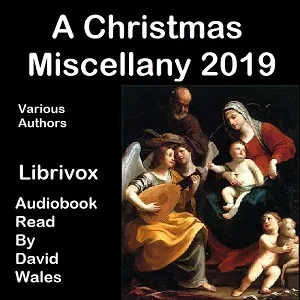 A Christmas
Miscellany 2019
Various
Authors
Librivox
Audiobook
Read
By
David
Wales